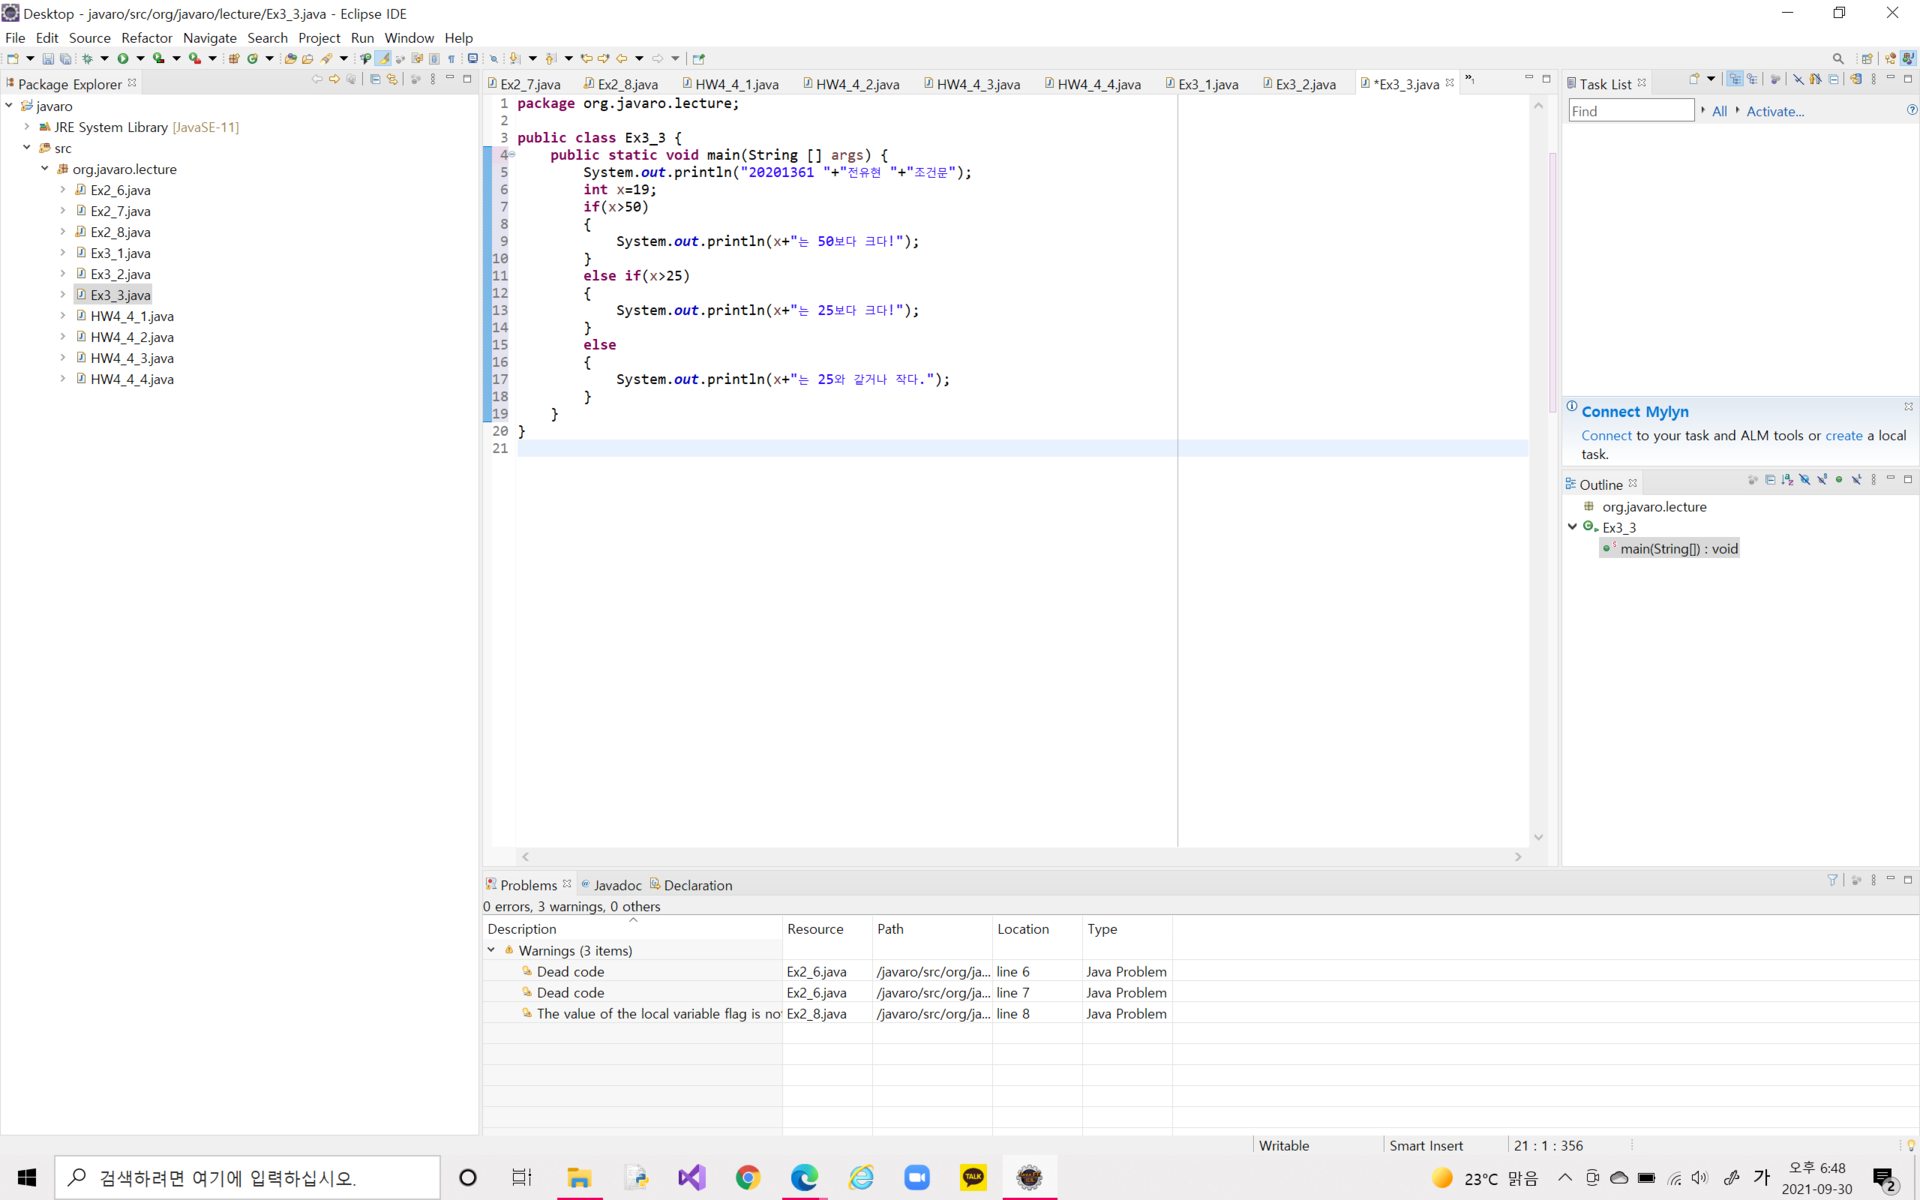 Desktop - javaro/src/org/javaro/lecture/Ex3_3.java - Eclipse IDE
File Edit Source Refactor Navigate Search Project Run Window Help
Package Explorer
javaro
JRE System Library [JavaSE-11]
src
org.javaro.lecture
Ex2_6.java
Ex2_7.java
Ex2_8.java
Ex3_1.java
Ex3_2.java
Ex3_3.java
HW4_4_1.java
HW4_4_2.java
HW4_4_3.java
HW4_4_4.java
Ex2_7.java Ex2_8.java HW4_4_1.java HW4_4_2.java HW4_4_3.java HW4_4_4.java Ex3_1.java Ex3_2.java *Ex3_3.java
1 package org.javaro.lecture;
2
3 public class Ex3_3 {
4 public static void main(String [] args) {
5 System.out.println("20201361 "+"전유현 "+"조건문");
6 int x=19;
7 if(x>50)
8 {
9 System.out.println(x+"는 50보다 크다!");
10 }
11 else if(x>25)
12 {
13 System.out.println(x+"는 25보다 크다!");
14 }
15 else
16 {
17 System.out.println(x+"는 25와 같거나 작다.");
18 }
19 }
20 }
21
Task List
Find All Activate...
Connect Mylyn
Connect to your task and ALM tools or create a local
task.
Outline
org.javaro.lecture
Ex3_3
main(String[]) : void
Problems Javadoc Declaration
0 errors, 3 warnings, 0 others
Description Resource Path Location Type
Warnings (3 items)
Dead code Ex2_6.java /javaro/src/org/ja... line 6 Java Problem
Dead code Ex2_6.java /javaro/src/org/ja... line 7 Java Problem
The value of the local variable flag is no Ex2_8.java /javaro/src/org/ja... line 8 Java Problem
Writable Smart Insert 21 : 1 : 356
검색하려면 여기에 입력하십시오.
TALK
23°C 맑음
가
오후 6:48
2021-09-30
2